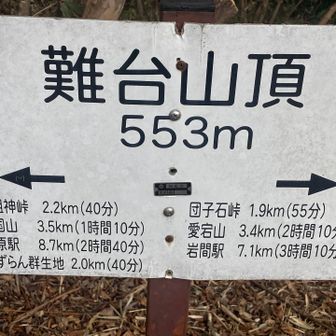 難台山頂
553m
神峠 2.2km(40分)
山 3.5km(1時間10分)
原駅 8.7km(2時間40分)
ずらん群生地 2.0km(40分)
団子石峠 1.9km(55分)
愛宕山 3.4km(2時間10分
岩間駅 7.1km(3時間10分